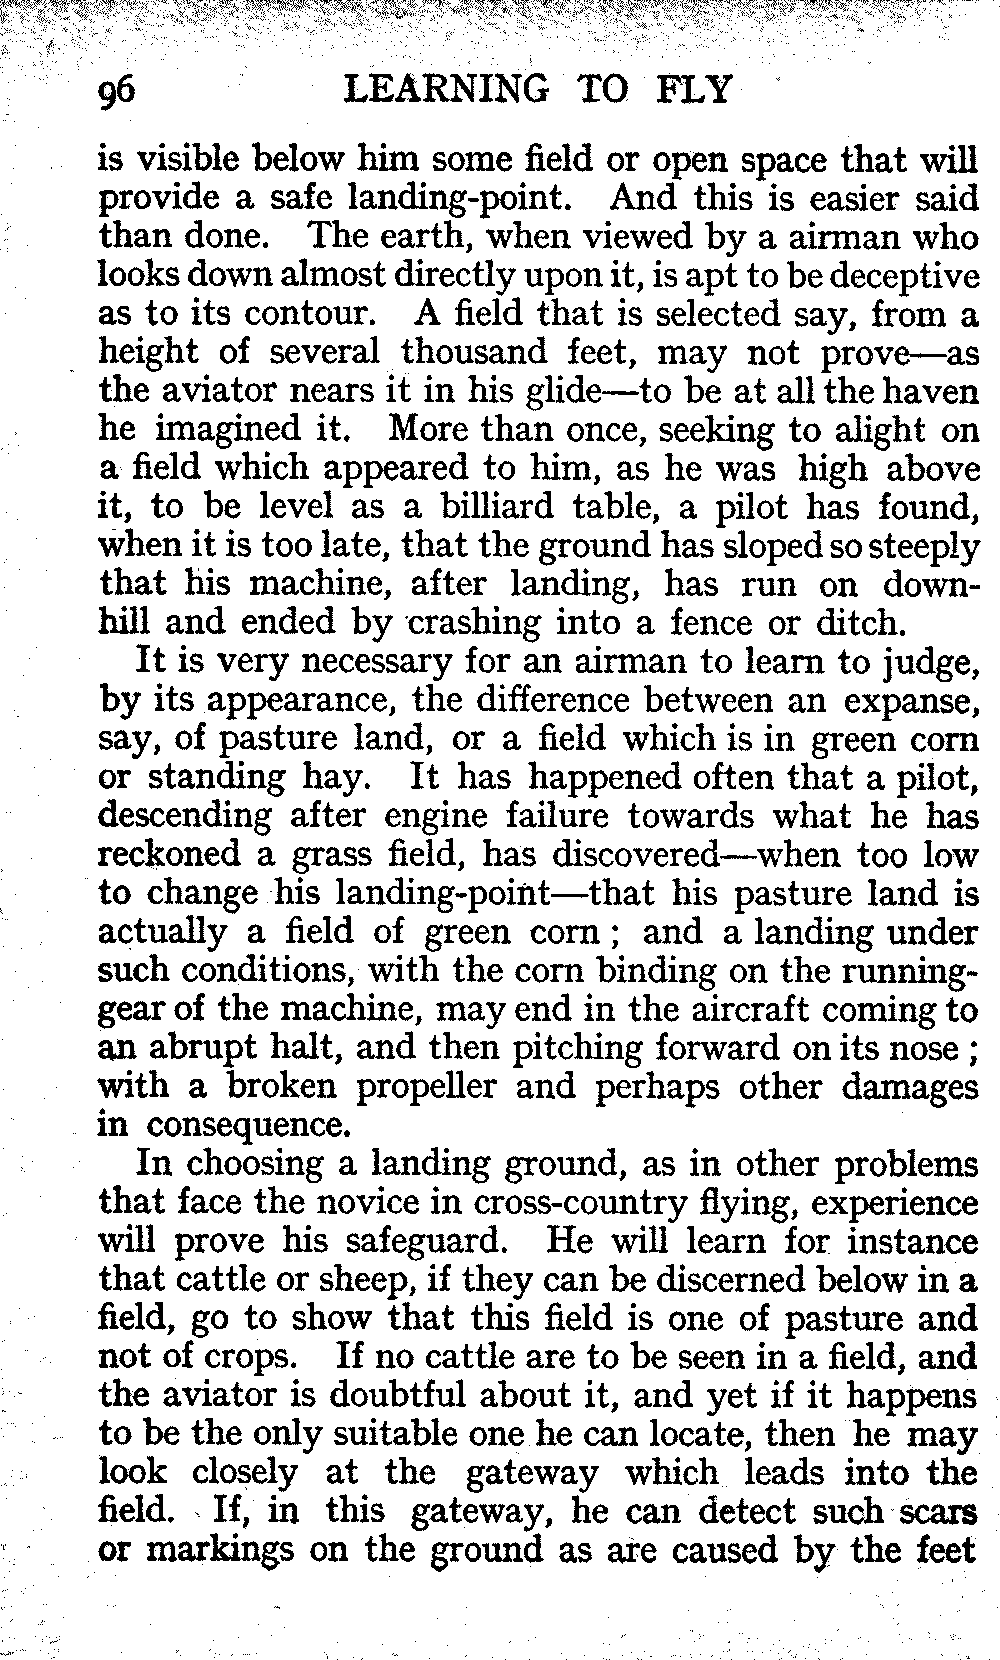 96 LEARNING TO FLY
is visible below him some field or open space that will
provide a safe landing-point. And this is easier said
than done. The earth, when viewed by a airman who
looks down almost directly upon it, is apt to be deceptive
as to its contour. A field that is selected say, from a
height of several thousand feet, may not prove—as
the aviator nears it in his glide—to be at all the haven
he imagined it. More than once, seeking to alight on
a field which appeared to him, as he was high above
it, to be level as a billiard table, a pilot has found,
when it is too late, that the ground has sloped so steeply
that his machine, after landing, has run on down-
hill and ended by crashing into a fence or ditch.
It is very necessary for an airman to learn to judge,
by its appearance, the difference between an expanse,
say, of pasture land, or a field which is in green corn
or standing hay. It has happened often that a pilot,
descending after engine failure towards what he has
reckoned a grass field, has discovered—when too low
to change his landing-point—that his pasture land is
actually a field of green corn ; and a landing under
such conditions, with the corn binding on the running-
gear of the machine, may end in the aircraft coming to
an abrupt halt, and then pitching forward on its nose ;
with a broken propeller and perhaps other damages
in consequence.
In choosing a landing ground, as in other problems
that face the novice in cross-country flying, experience
will prove his safeguard. He will learn for instance
that cattle or sheep, if they can be discerned below in a
field, go to show that this field is one of pasture and
not of crops. If no cattle are to be seen in a field, and
the aviator is doubtful about it, and yet if it happens
to be the only suitable one he can locate, then he may
look closely at the gateway which leads into the
field. If, in this gateway, he can detect such scars
or markings on the ground as are caused by the feet